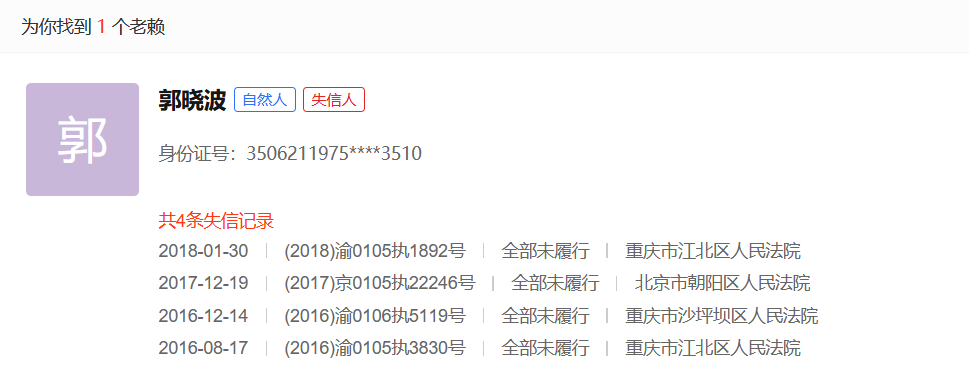 为你找到 1 个老赖
郭
郭晓波 自然人 失信人
身份证号：3506211975****3510
共4条失信记录
2018-01-30 | (2018)渝0105执1892号 | 全部未履行 | 重庆市江北区人民法院
2017-12-19 | (2017)京0105执22246号 | 全部未履行 | 北京市朝阳区人民法院
2016-12-14 | (2016)渝0106执5119号 | 全部未履行 | 重庆市沙坪坝区人民法院
2016-08-17 | (2016)渝0105执3830号 | 全部未履行 | 重庆市江北区人民法院